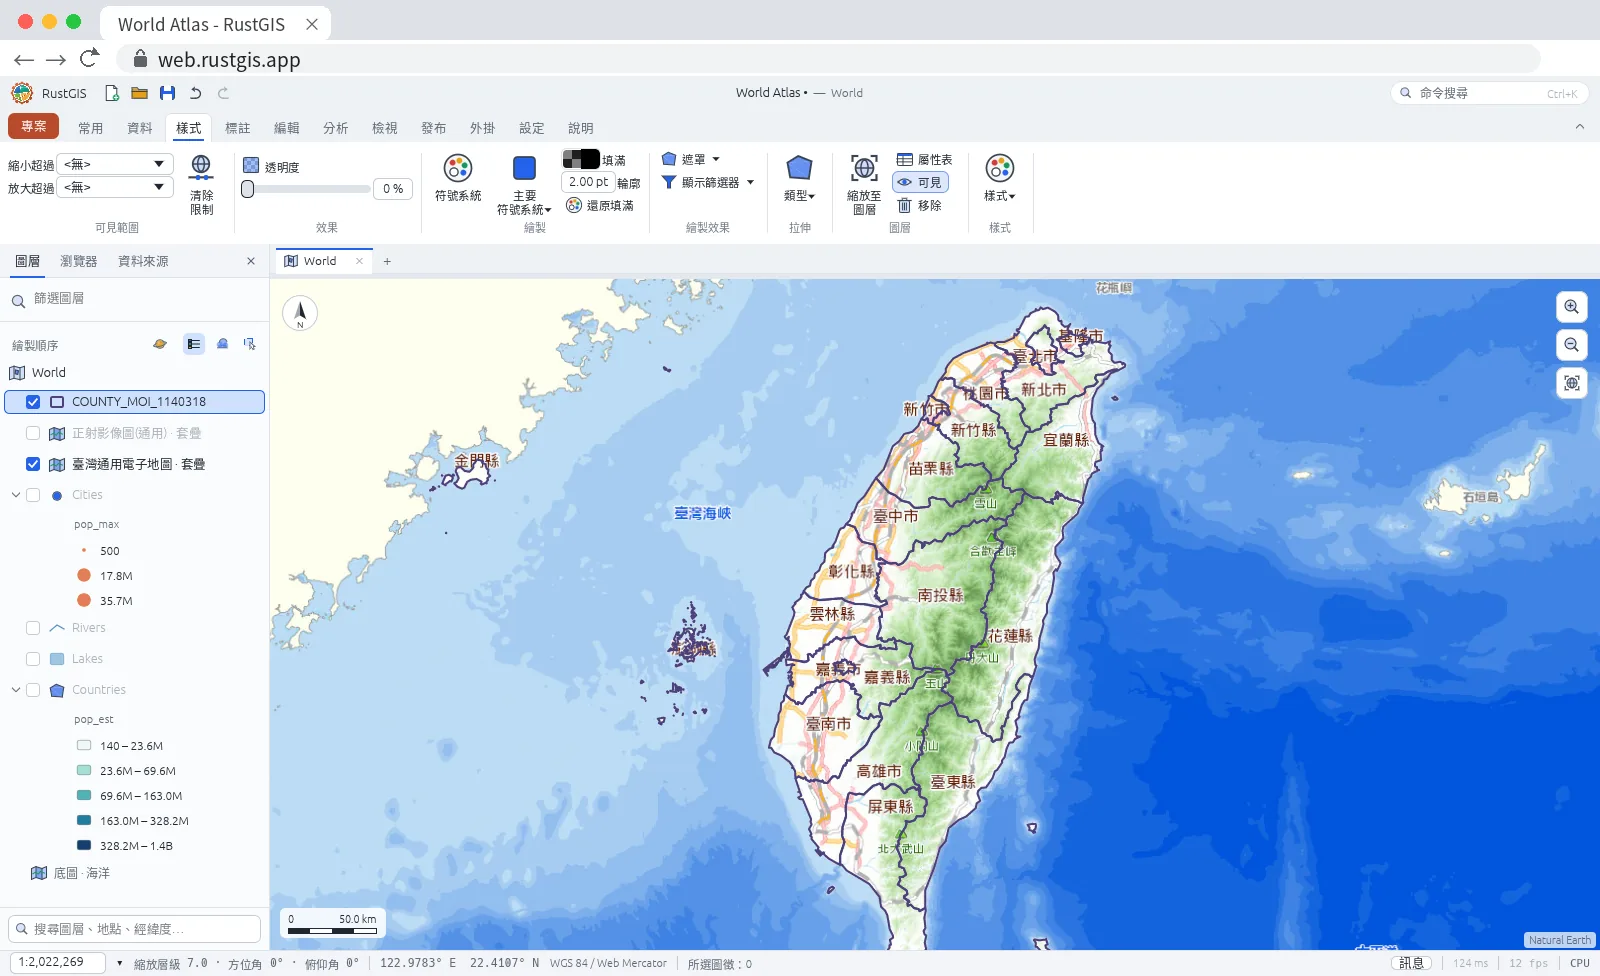 World Atlas - RustGIS
web.rustgis.app
RustGIS
World Atlas • — World
命令搜尋
Ctrl+K
專案 常用 資料 樣式 標註 編輯 分析 檢視 發布 外掛 設定 說明
縮小超過 <無>
放大超過 <無>
清除
限制
可見範圍
透明度
0 %
效果
符號系統
主要
符號系統
填滿
2.00 pt 輪廓
還原填滿
繪製
遮罩
顯示篩選器
繪製效果
類型
拉伸
縮放至
圖層
屬性表
可見
移除
圖層
樣式
樣式
圖層 瀏覽器 資料來源
篩選圖層
繪製順序
World
COUNTY_MOI_1140318
正射影像圖(通用) · 套疊
臺灣通用電子地圖 · 套疊
Cities
pop_max
500
17.8M
35.7M
Rivers
Lakes
Countries
pop_est
140 – 23.6M
23.6M – 69.6M
69.6M – 163.0M
163.0M – 328.2M
328.2M – 1.4B
底圖 · 海洋
搜尋圖層、地點、經緯度…
World
N
花瓶嶼
基隆市
臺北市
桃園市
新北市
新竹市
新竹縣
宜蘭縣
苗栗縣
金門縣
雪山
石垣島
臺灣海峽
臺中市
彰化縣
南投縣
雲林縣
花蓮縣
嘉義市
嘉義縣
玉山
臺南市
高雄市
臺東縣
屏東縣
北大武山
0 50.0 km
Natural Earth
1:2,022,269
縮放層級 7.0 · 方位角 0° · 俯仰角 0°
122.9783° E 22.4107° N
WGS 84 / Web Mercator
所選圖徵：0
訊息
124 ms
12 fps
CPU